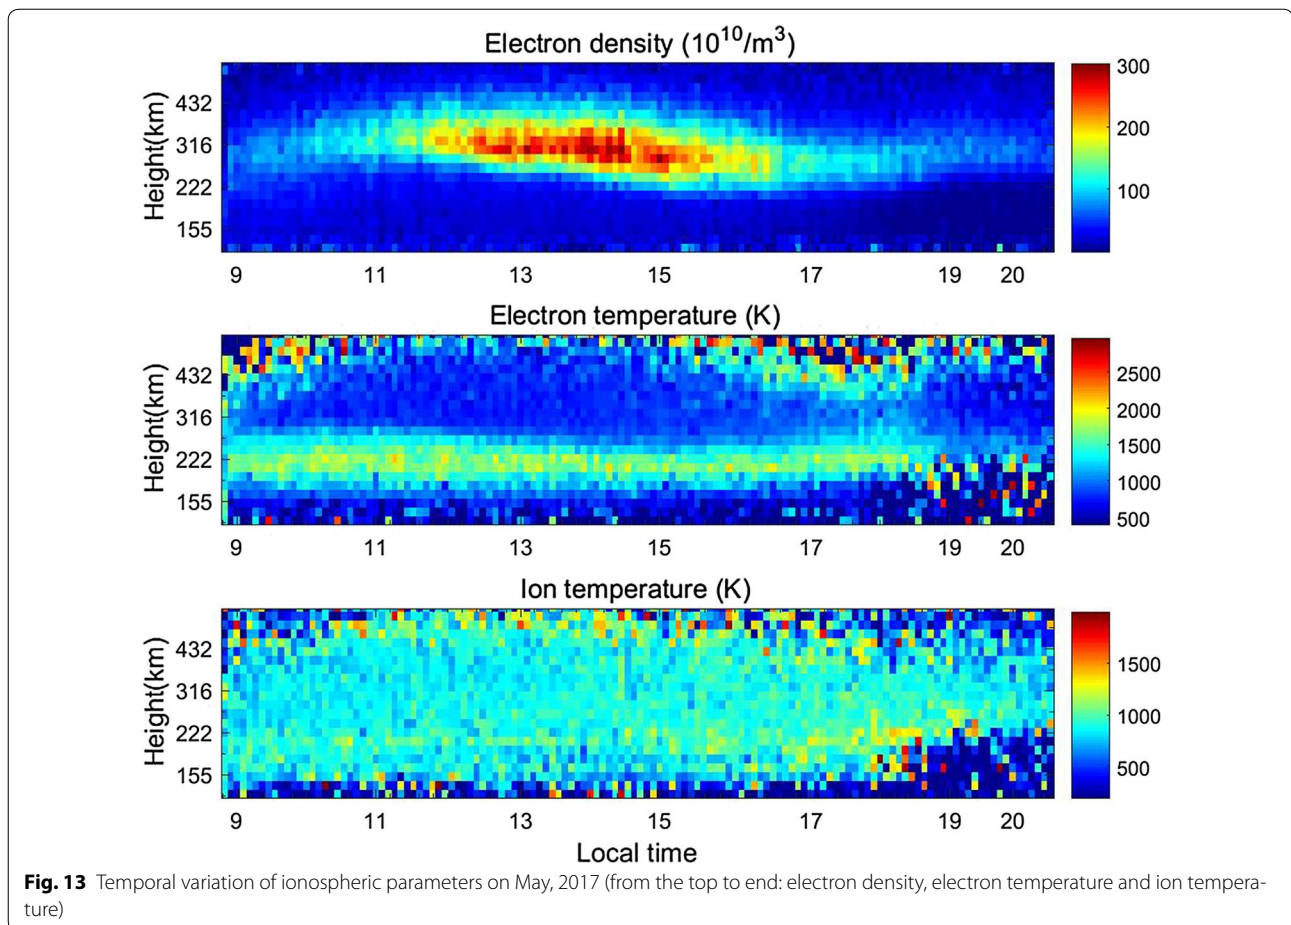 Electron density (10^10/m^3)
Height(km)
432
316
222
155
9 11 13 15 17 19 20
300
200
100
Electron temperature (K)
Height(km)
432
316
222
155
9 11 13 15 17 19 20
2500
2000
1500
1000
500
Ion temperature (K)
Height(km)
432
316
222
155
9 11 13 15 17 19 20
1500
1000
500
Local time
Fig. 13 Temporal variation of ionospheric parameters on May, 2017 (from the top to end: electron density, electron temperature and ion tempera-
ture)